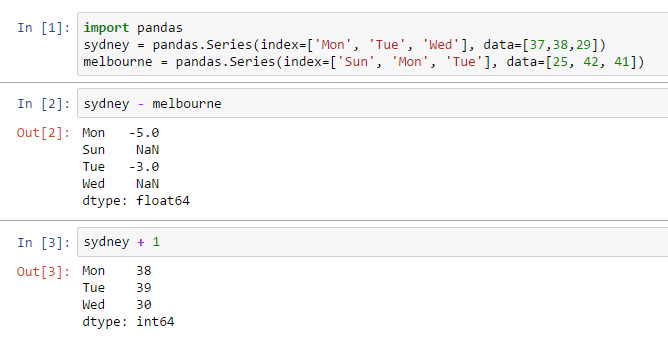 In [1]: import pandas
sydney = pandas.Series(index=['Mon', 'Tue', 'Wed'], data=[37,38,29])
melbourne = pandas.Series(index=['Sun', 'Mon', 'Tue'], data=[25, 42, 41])
In [2]: sydney - melbourne
Out[2]: Mon   -5.0
Sun    NaN
Tue   -3.0
Wed    NaN
dtype: float64
In [3]: sydney + 1
Out[3]: Mon    38
Tue    39
Wed    30
dtype: int64